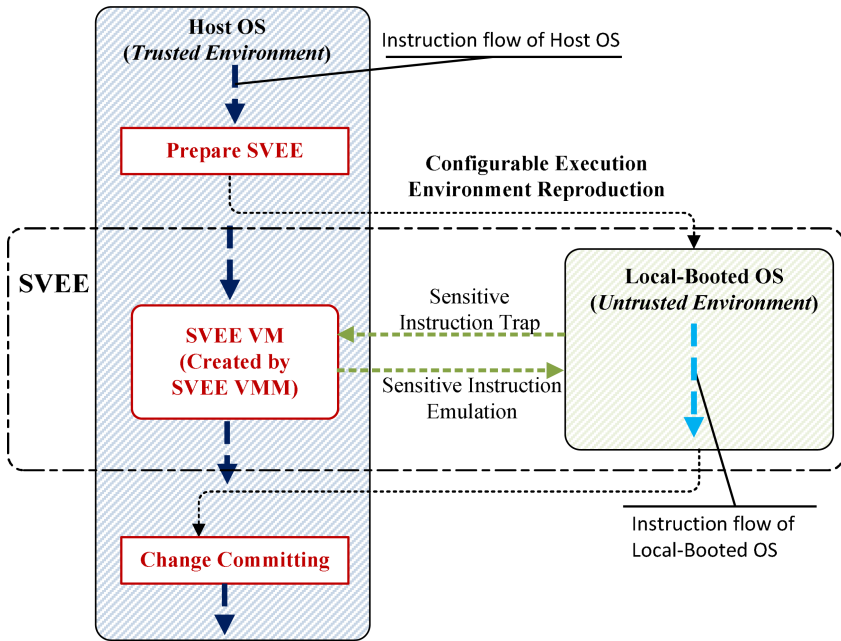 Host OS
(Trusted Environment)
Instruction flow of Host OS
Prepare SVEE
Configurable Execution
Environment Reproduction
SVEE
Local-Booted OS
(Untrusted Environment)
Sensitive
Instruction Trap
SVEE VM
(Created by
SVEE VMM)
Sensitive Instruction
Emulation
Instruction flow of
Local-Booted OS
Change Committing